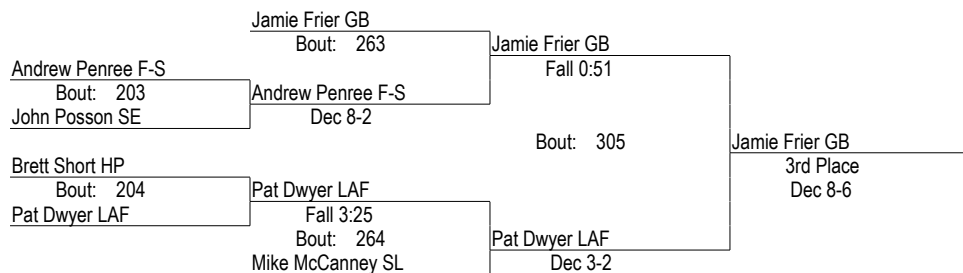 Jamie Frier GB
Bout: 263
Jamie Frier GB
Fall 0:51
Andrew Penree F-S
Bout: 203
Andrew Penree F-S
John Posson SE
Dec 8-2
Bout: 305
Jamie Frier GB
3rd Place
Dec 8-6
Brett Short HP
Bout: 204
Pat Dwyer LAF
Pat Dwyer LAF
Fall 3:25
Bout: 264
Pat Dwyer LAF
Mike McCanney SL
Dec 3-2